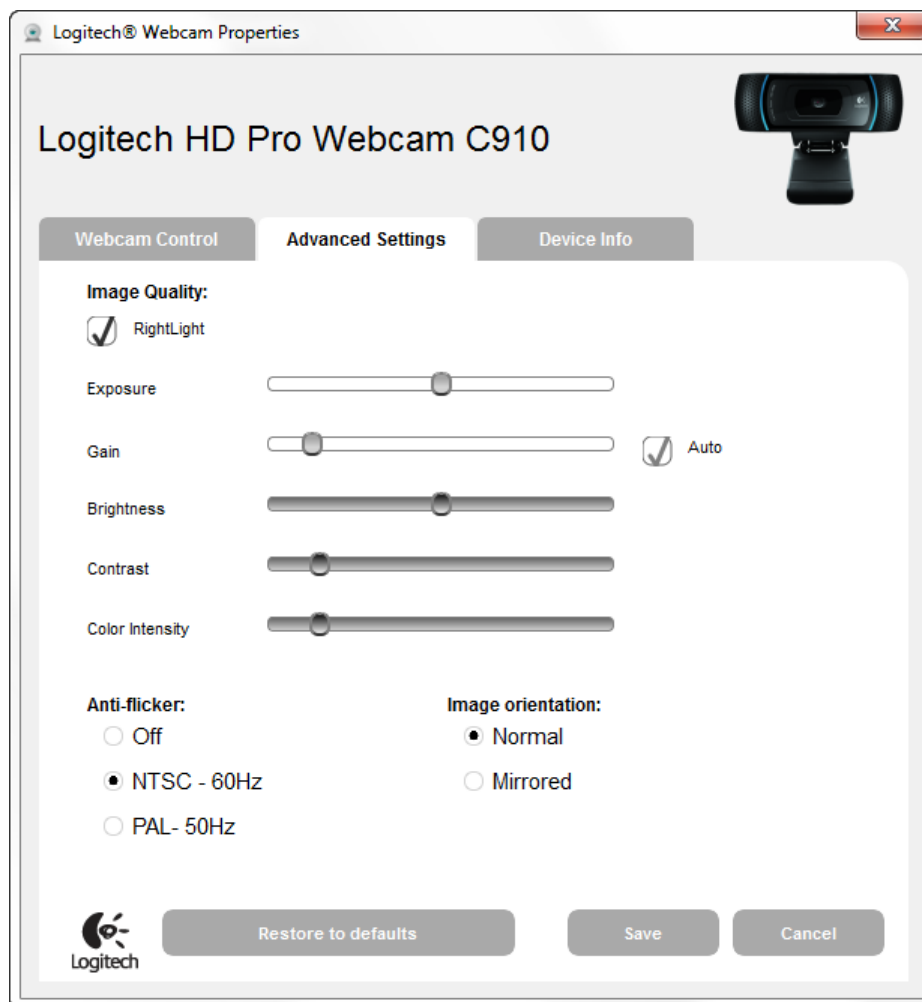 Logitech® Webcam Properties
Logitech HD Pro Webcam C910
Webcam Control Advanced Settings Device Info
Image Quality:
RightLight
Exposure
Gain Auto
Brightness
Contrast
Color Intensity
Anti-flicker: Image orientation:
Off Normal
NTSC - 60Hz Mirrored
PAL- 50Hz
Logitech Restore to defaults Save Cancel